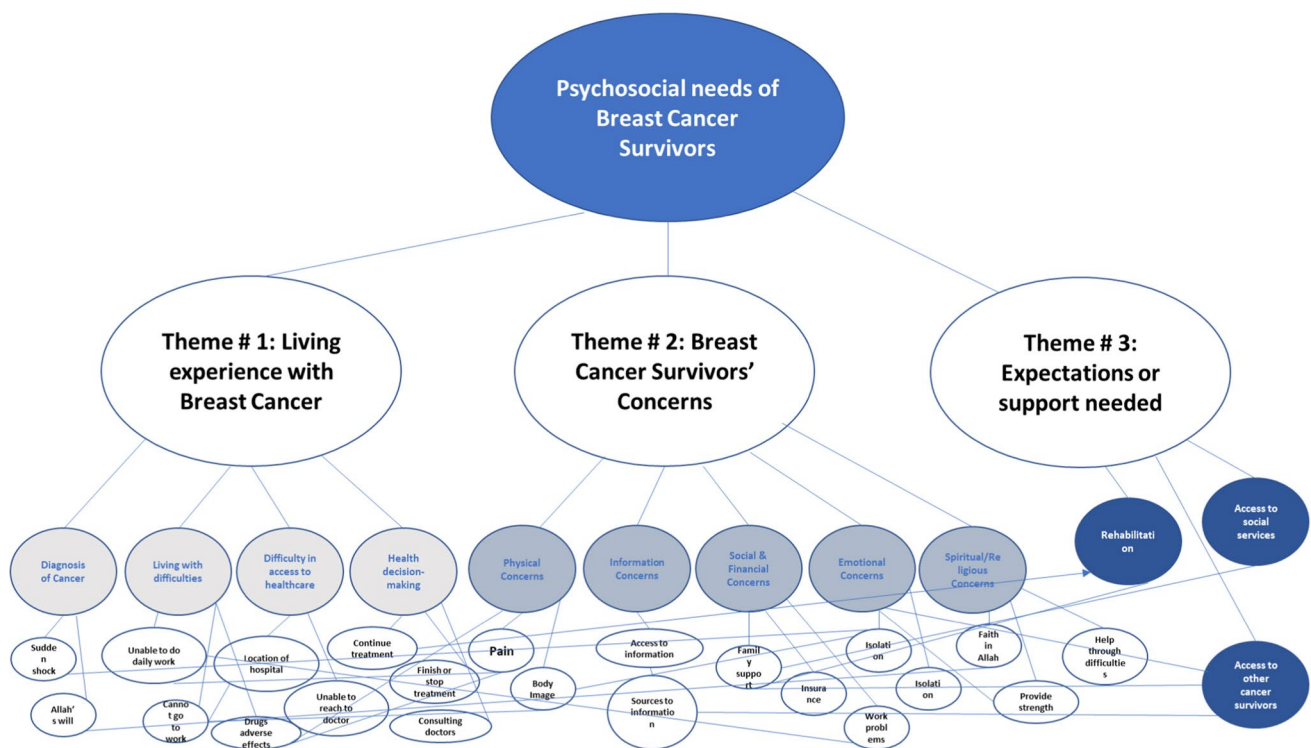 Psychosocial needs of
Breast Cancer
Survivors
Theme # 1: Living
experience with
Breast Cancer
Theme # 2: Breast
Cancer Survivors'
Concerns
Theme # 3:
Expectations or
support needed
Diagnosis
of Cancer
Living with
difficulties
Difficulty in
access to
healthcare
Health
decision-
making
Physical
Concerns
Information
Concerns
Social &
Financial
Concerns
Emotional
Concerns
Spiritual/Re
ligious
Concerns
Rehabilitati
on
Access to
social
services
Sudde
n
shock
Unable to do
daily work
Location of
hospital
Continue
treatment
Finish or
stop
treatment
Pain
Body
Image
Access to
information
Famil
y
suppo
rt
Isolati
on
Faith
in
Allah
Help
through
difficultie
s
Allah'
s will
Canno
t go
to
work
Drugs
adverse
effects
Unable to
reach to
doctor
Consulting
doctors
Sources to
informatio
n
Insura
nce
Work
probl
ems
Isolati
on
Provide
strength
Access to
other
cancer
survivors